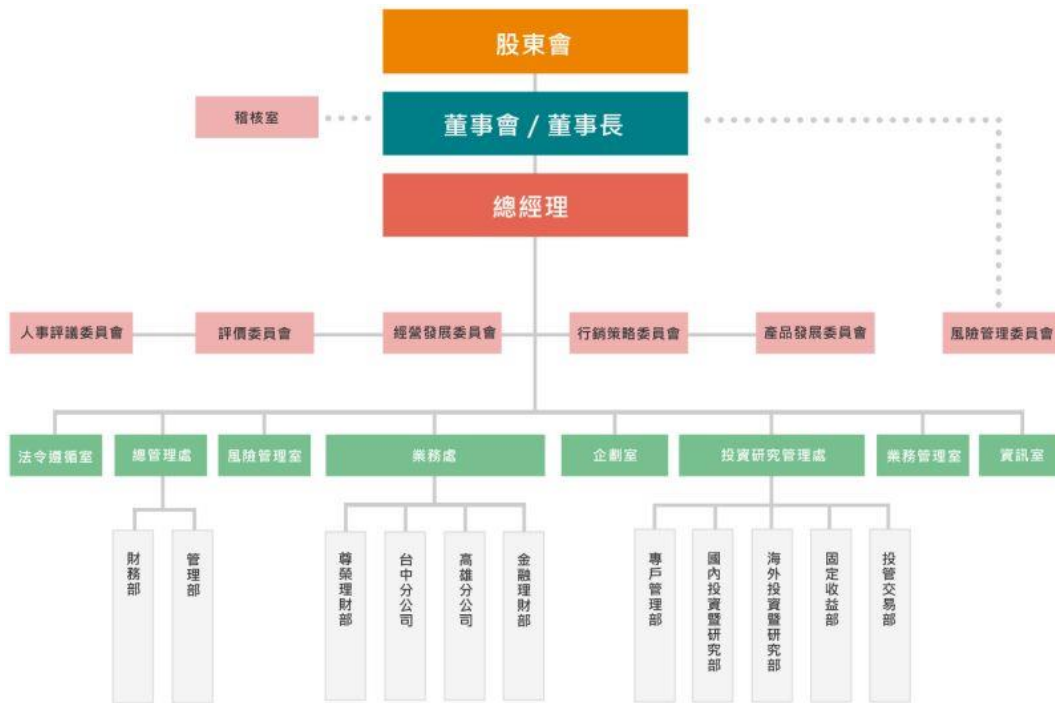 股東會
稽核室
董事會 / 董事長
總經理
人事評議委員會
評價委員會
經營發展委員會
行銷策略委員會
產品發展委員會
風險管理委員會
法令遵循室
總管理處
風險管理室
業務處
企劃室
投資研究管理處
業務管理室
資訊室
財務部
管理部
尊榮理財部
台中分公司
高雄分公司
金融理財部
專戶管理部
國內投資暨研究部
海外投資暨研究部
固定收益部
投管交易部